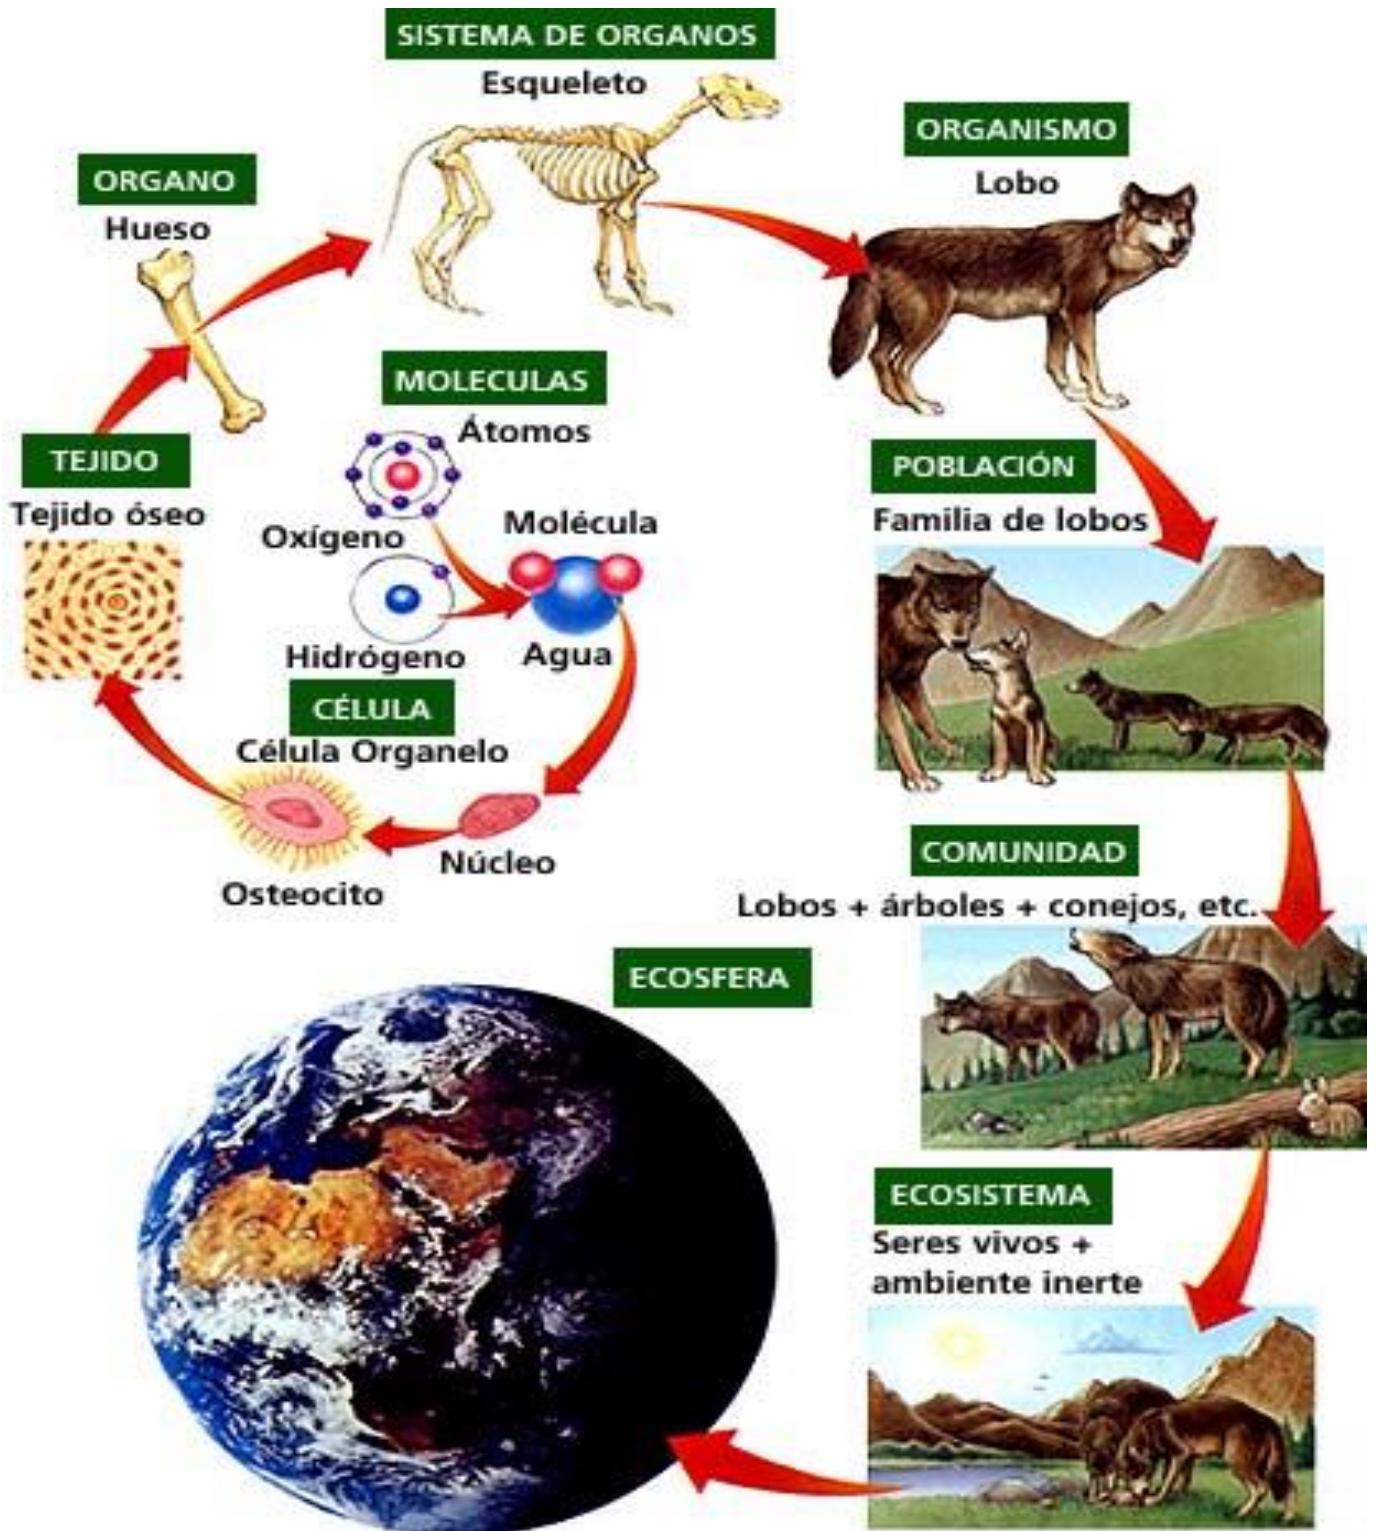 SISTEMA DE ORGANOS
Esqueleto
ORGANISMO
Lobo
ORGANO
Hueso
MOLECULAS
Átomos
TEJIDO
Tejido óseo
Oxígeno
Molécula
Hidrógeno
Agua
CÉLULA
Célula Organelo
Núcleo
Osteocito
POBLACIÓN
Familia de lobos
COMUNIDAD
Lobos + árboles + conejos, etc.
ECOSFERA
ECOSISTEMA
Seres vivos +
ambiente inerte